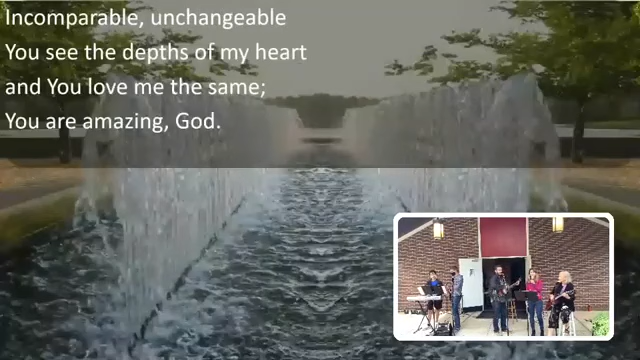 Incomparable, unchangeable
You see the depths of my heart
and You love me the same;
You are amazing, God.